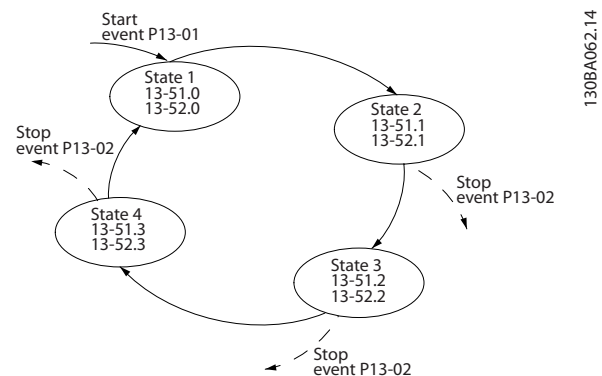 Start
event P13-01
130BA062.14
State 1
13-51.0
13-52.0
State 2
13-51.1
13-52.1
Stop
event P13-02
Stop
event P13-02
State 4
13-51.3
13-52.3
State 3
13-51.2
13-52.2
Stop
event P13-02